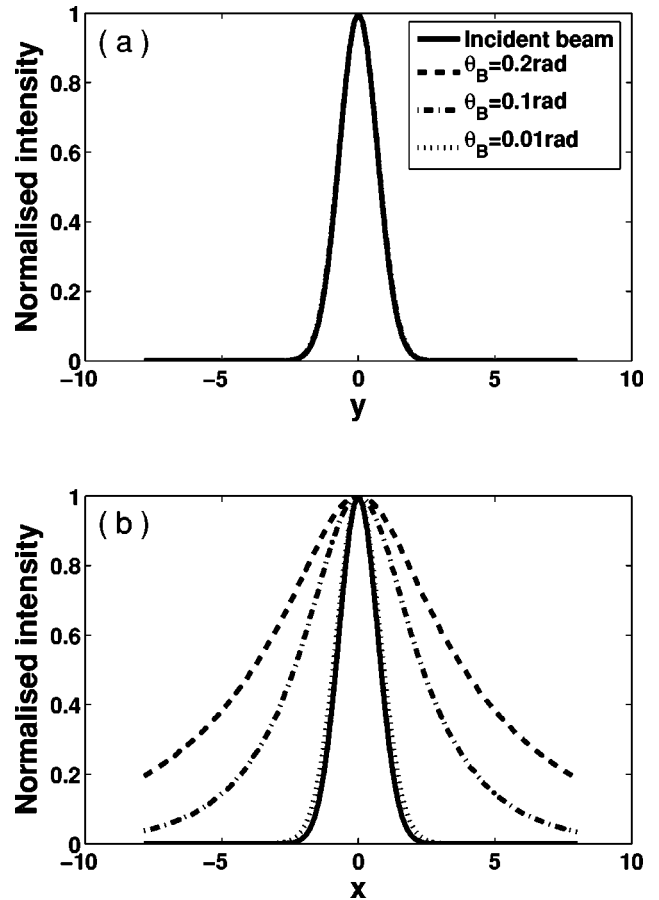 (a)
Normalised intensity
1
0.8
0.6
0.4
0.2
0
−10
−5
0
5
10
y
Incident beam
θB=0.2rad
θB=0.1rad
θB=0.01rad
(b)
Normalised intensity
1
0.8
0.6
0.4
0.2
0
−10
−5
0
5
10
x